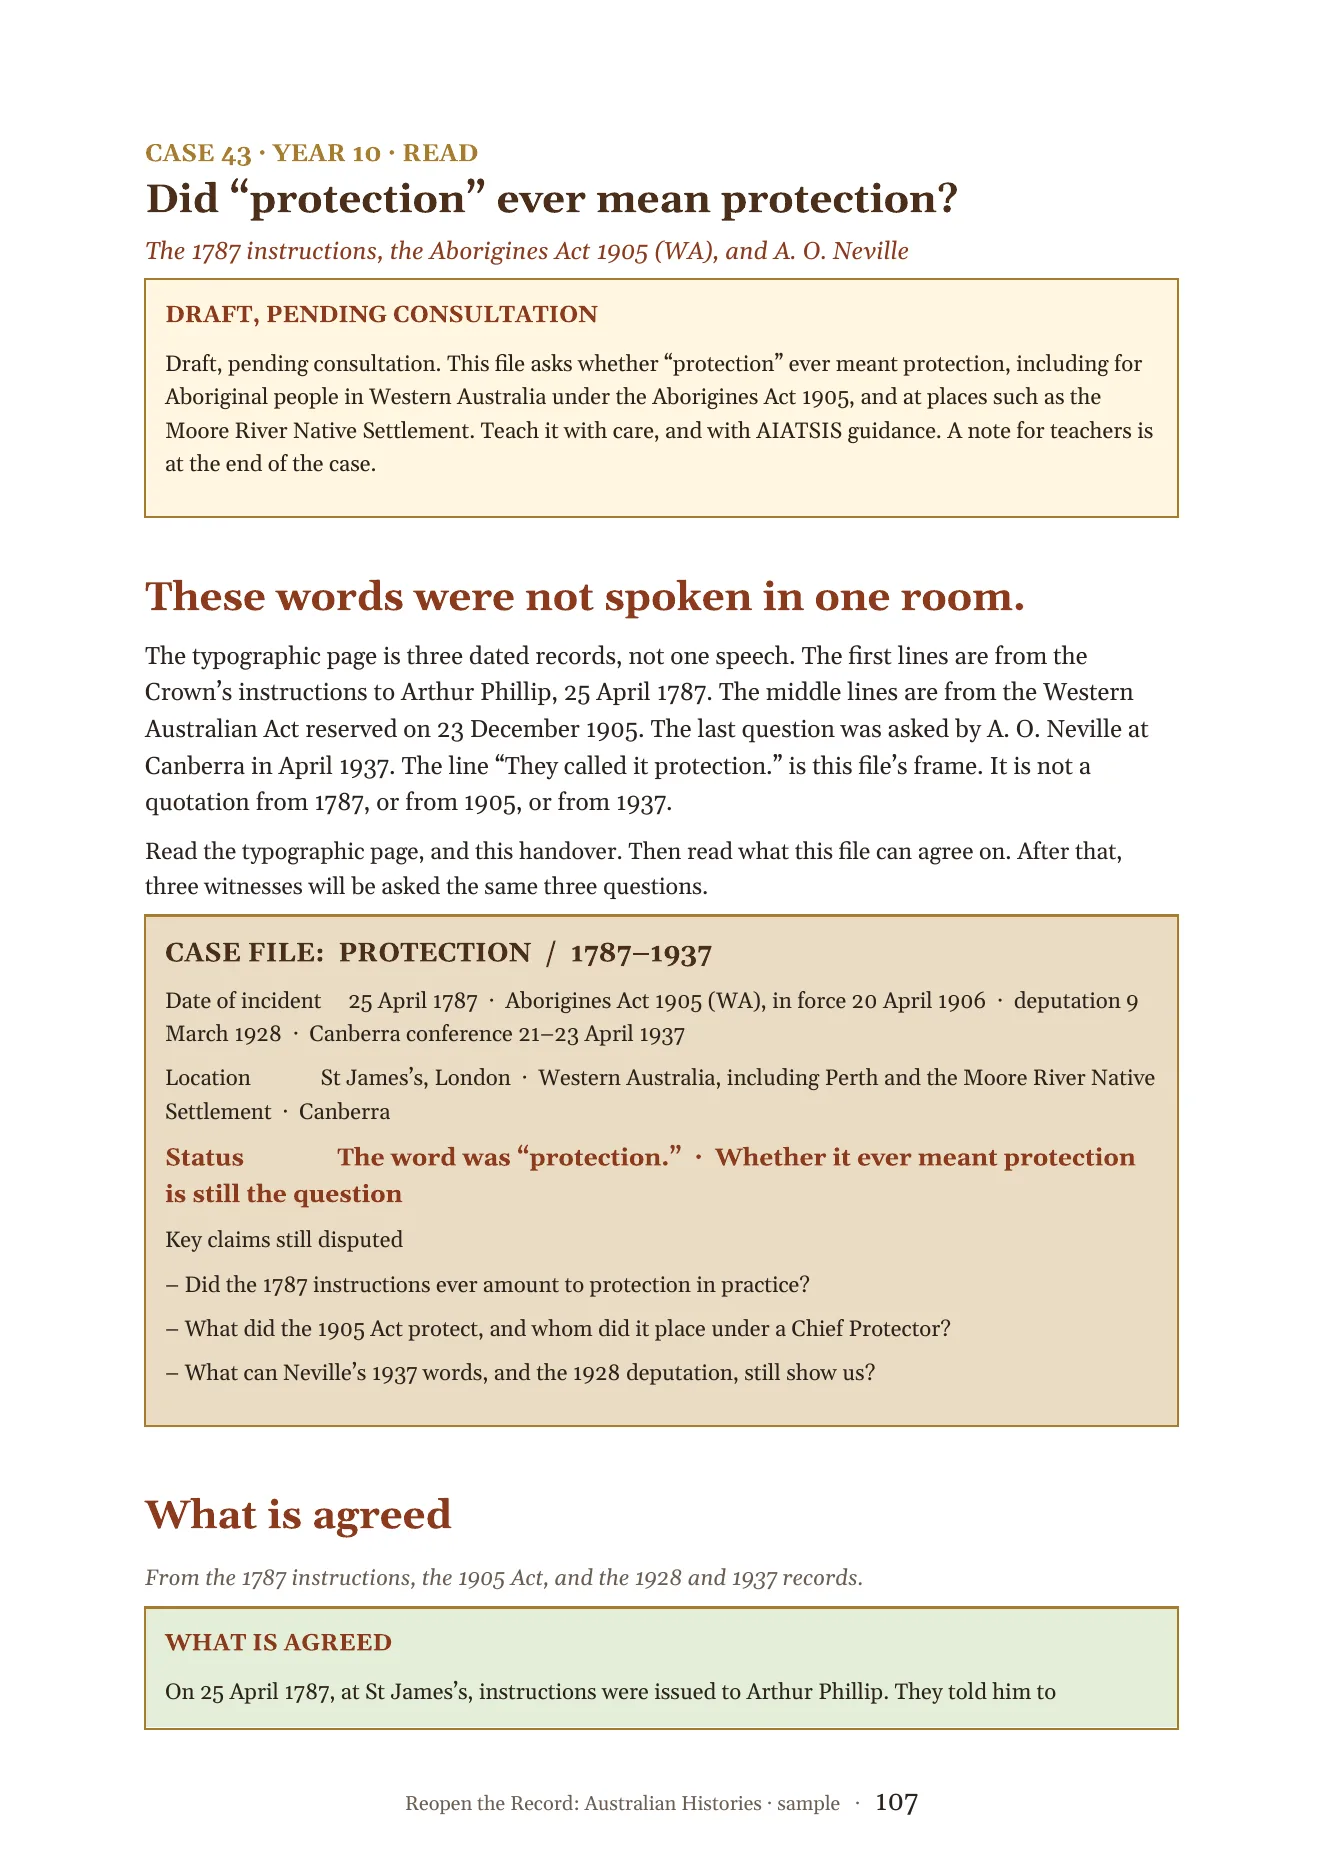 CASE 43 · YEAR 10 · READ
Did “protection” ever mean protection?
The 1787 instructions, the Aborigines Act 1905 (WA), and A. O. Neville
DRAFT, PENDING CONSULTATION
Draft, pending consultation. This file asks whether “protection” ever meant protection, including for
Aboriginal people in Western Australia under the Aborigines Act 1905, and at places such as the
Moore River Native Settlement. Teach it with care, and with AIATSIS guidance. A note for teachers is
at the end of the case.
These words were not spoken in one room.
The typographic page is three dated records, not one speech. The first lines are from the
Crown’s instructions to Arthur Phillip, 25 April 1787. The middle lines are from the Western
Australian Act reserved on 23 December 1905. The last question was asked by A. O. Neville at
Canberra in April 1937. The line “They called it protection.” is this file’s frame. It is not a
quotation from 1787, or from 1905, or from 1937.
Read the typographic page, and this handover. Then read what this file can agree on. After that,
three witnesses will be asked the same three questions.
CASE FILE: PROTECTION / 1787–1937
Date of incident 25 April 1787 · Aborigines Act 1905 (WA), in force 20 April 1906 · deputation 9
March 1928 · Canberra conference 21–23 April 1937
Location St James’s, London · Western Australia, including Perth and the Moore River Native
Settlement · Canberra
Status The word was “protection.” · Whether it ever meant protection
is still the question
Key claims still disputed
– Did the 1787 instructions ever amount to protection in practice?
– What did the 1905 Act protect, and whom did it place under a Chief Protector?
– What can Neville’s 1937 words, and the 1928 deputation, still show us?
What is agreed
From the 1787 instructions, the 1905 Act, and the 1928 and 1937 records.
WHAT IS AGREED
On 25 April 1787, at St James’s, instructions were issued to Arthur Phillip. They told him to
Reopen the Record: Australian Histories · sample · 107